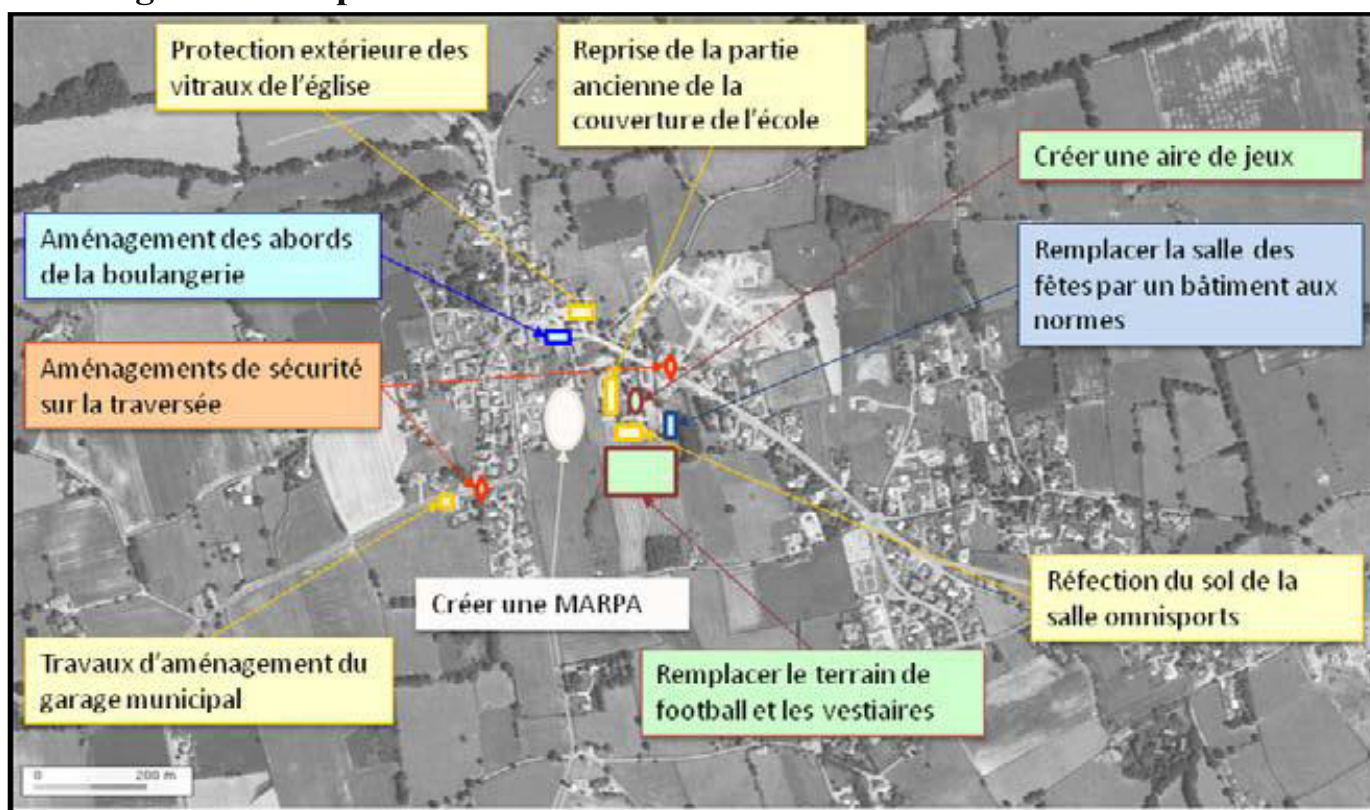 Protection extérieure des
vitraux de l'église
Reprise de la partie
ancienne de la
couverture de l'école
Créer une aire de jeux
Aménagement des abords
de la boulangerie
Remplacer la salle des
fêtes par un bâtiment aux
normes
Aménagements de sécurité
sur la traversée
Créer une MARPA
Réfection du sol de la
salle omnisports
Travaux d'aménagement du
garage municipal
Remplacer le terrain de
football et les vestiaires
0 200 m